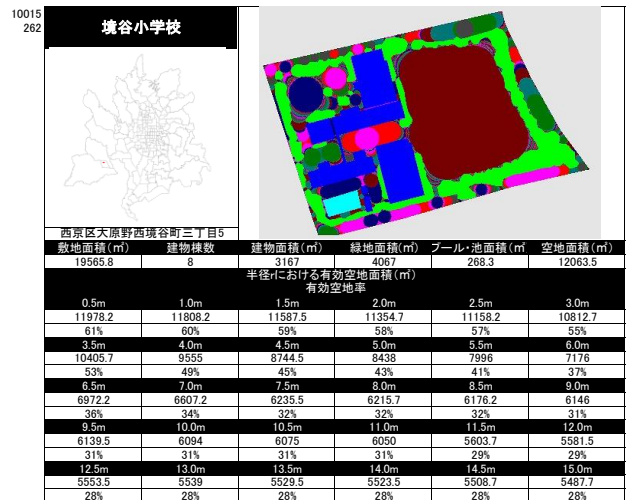 10015
262
境谷小学校
西京区大原野西境谷町三丁目5
敷地面積(㎡) 建物棟数 建物面積(㎡) 緑地面積(㎡) プール・池面積(㎡ 空地面積(㎡)
19565.8 8 3167 4067 268.3 12063.5
半径rにおける有効空地面積(㎡)
有効空地率
0.5m 1.0m 1.5m 2.0m 2.5m 3.0m
11978.2 11808.2 11587.5 11354.7 11158.2 10812.7
61% 60% 59% 58% 57% 55%
3.5m 4.0m 4.5m 5.0m 5.5m 6.0m
10405.7 9555 8744.5 8438 7996 7176
53% 49% 45% 43% 41% 37%
6.5m 7.0m 7.5m 8.0m 8.5m 9.0m
6972.2 6607.2 6235.5 6215.7 6176.2 6146
36% 34% 32% 32% 32% 31%
9.5m 10.0m 10.5m 11.0m 11.5m 12.0m
6139.5 6094 6075 6050 5603.7 5581.5
31% 31% 31% 31% 29% 29%
12.5m 13.0m 13.5m 14.0m 14.5m 15.0m
5553.5 5539 5529.5 5523.5 5508.7 5487.7
28% 28% 28% 28% 28% 28%